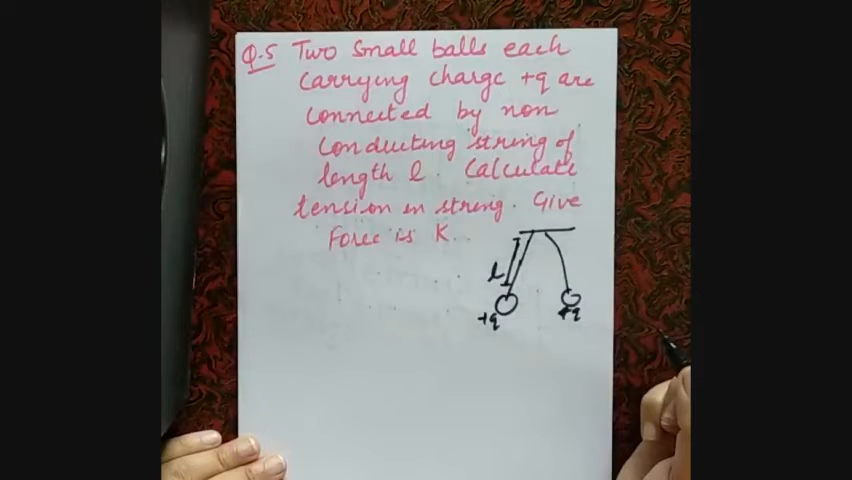 Q.5 Two small balls each
carrying charge +q are
connected by non
conducting string of
length l. Calculate
tension in string. Give
Force is K.
l
+q
+q